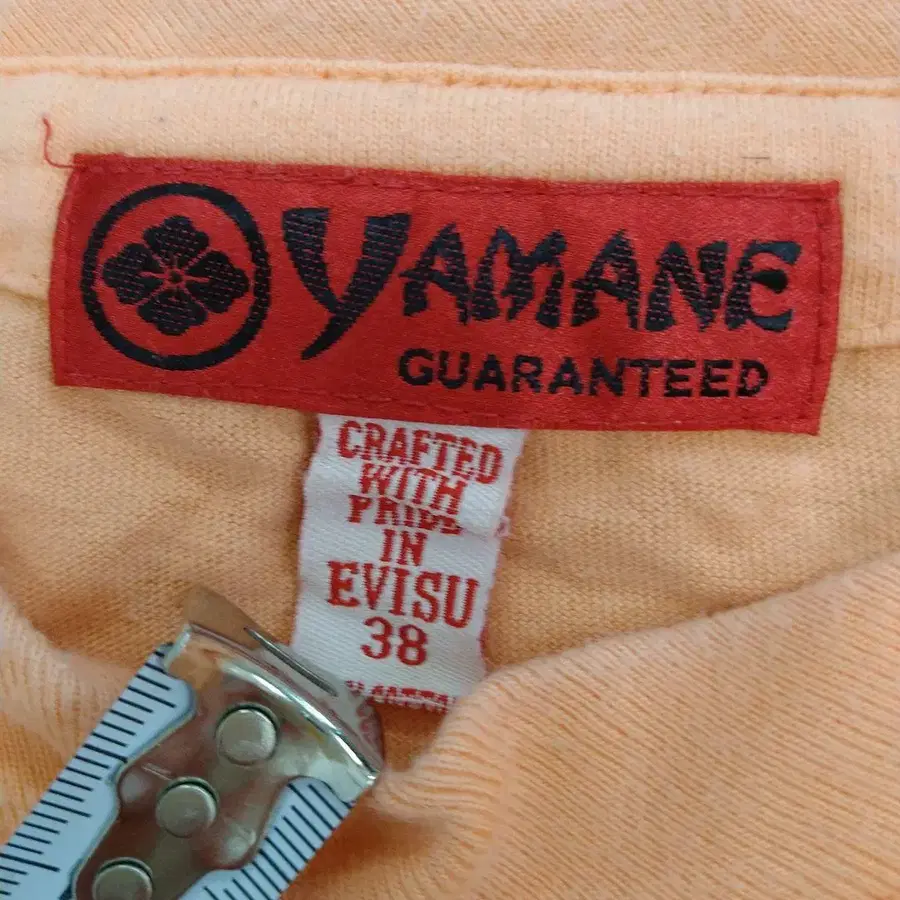 YAMANE
GUARANTEED
CRAFTED
WITH
PRIDE
IN
EVISU
38